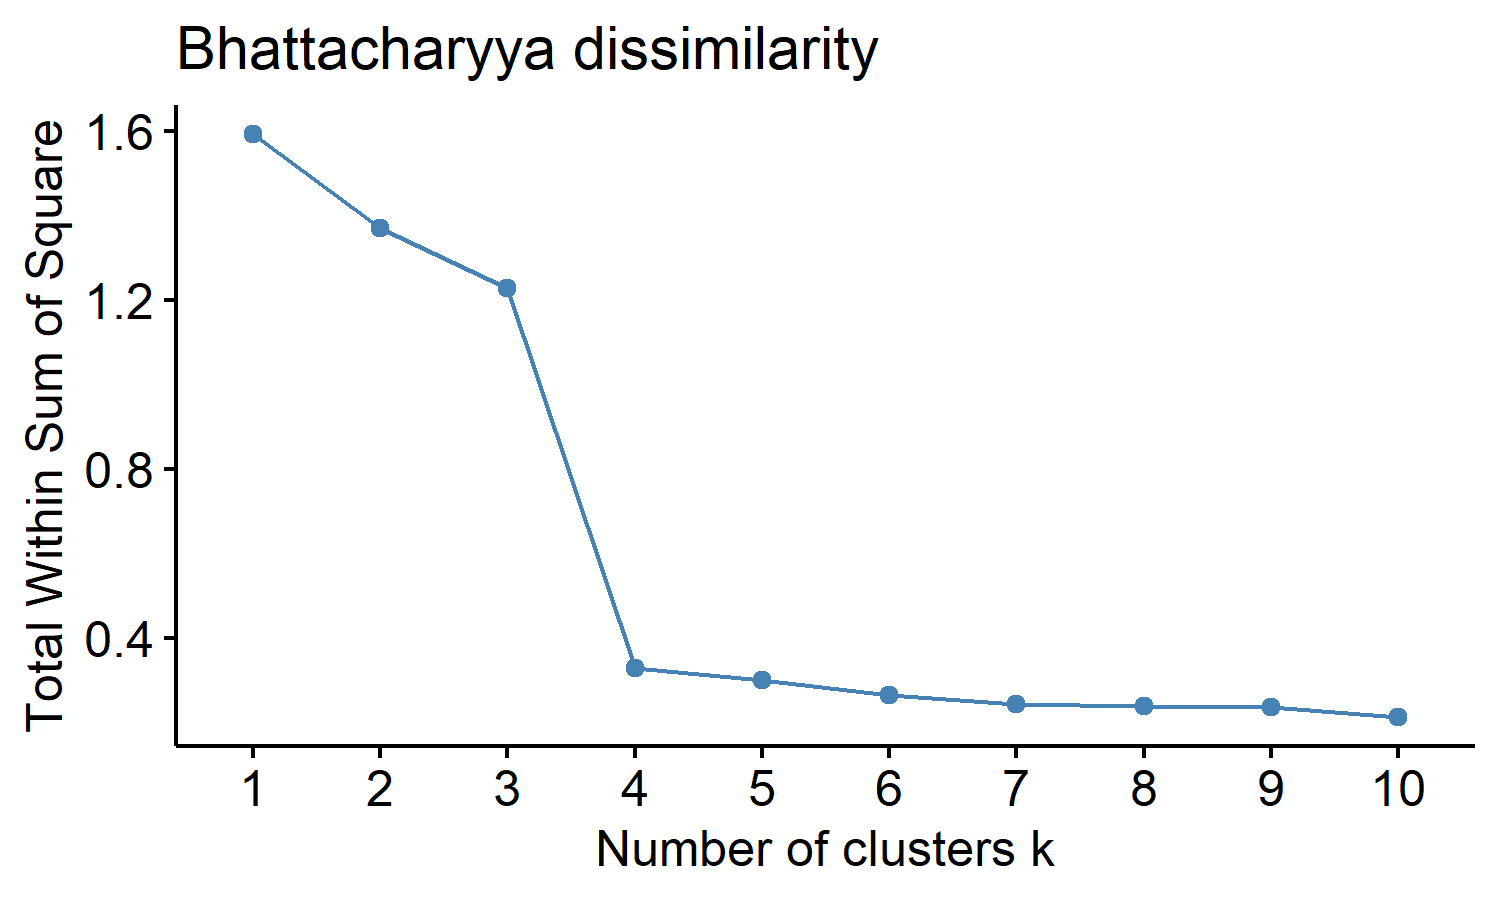 Bhattacharyya dissimilarity
Total Within Sum of Square
1.6
1.2
0.8
0.4
1 2 3 4 5 6 7 8 9 10
Number of clusters k